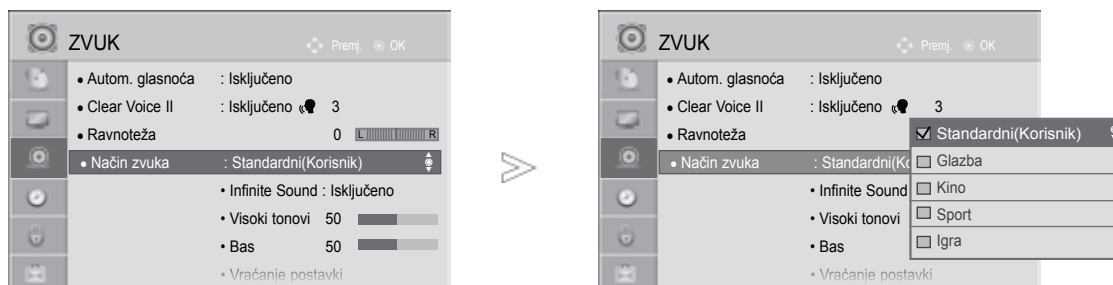 ZVUK
Premj. OK
• Autom. glasnoća : Isključeno
• Clear Voice II : Isključeno 3
• Ravnoteža 0 L R
• Način zvuka : Standardni(Korisnik)
• Infinite Sound : Isključeno
• Visoki tonovi 50
• Bas 50
• Vraćanje postavki
ZVUK
Premj. OK
• Autom. glasnoća : Isključeno
• Clear Voice II : Isključeno 3
• Ravnoteža
• Način zvuka : Standardni(Ko
• Infinite Sound
• Visoki tonovi
• Bas
• Vraćanje postavki
Standardni(Korisnik)
Glazba
Kino
Sport
Igra